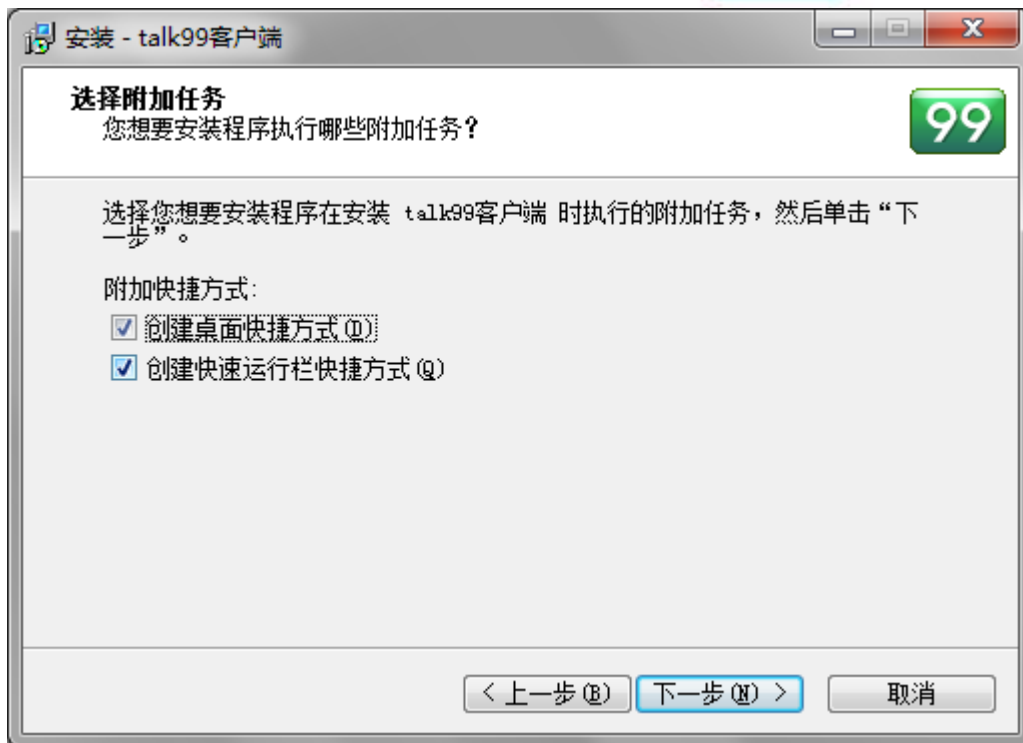 安装 - talk99客户端
选择附加任务
您想要安装程序执行哪些附加任务？
99
选择您想要安装程序在安装 talk99客户端 时执行的附加任务，然后单击“下
一步”。
附加快捷方式:
创建桌面快捷方式(D)
创建快速运行栏快捷方式(Q)
< 上一步(B) 下一步(N) > 取消